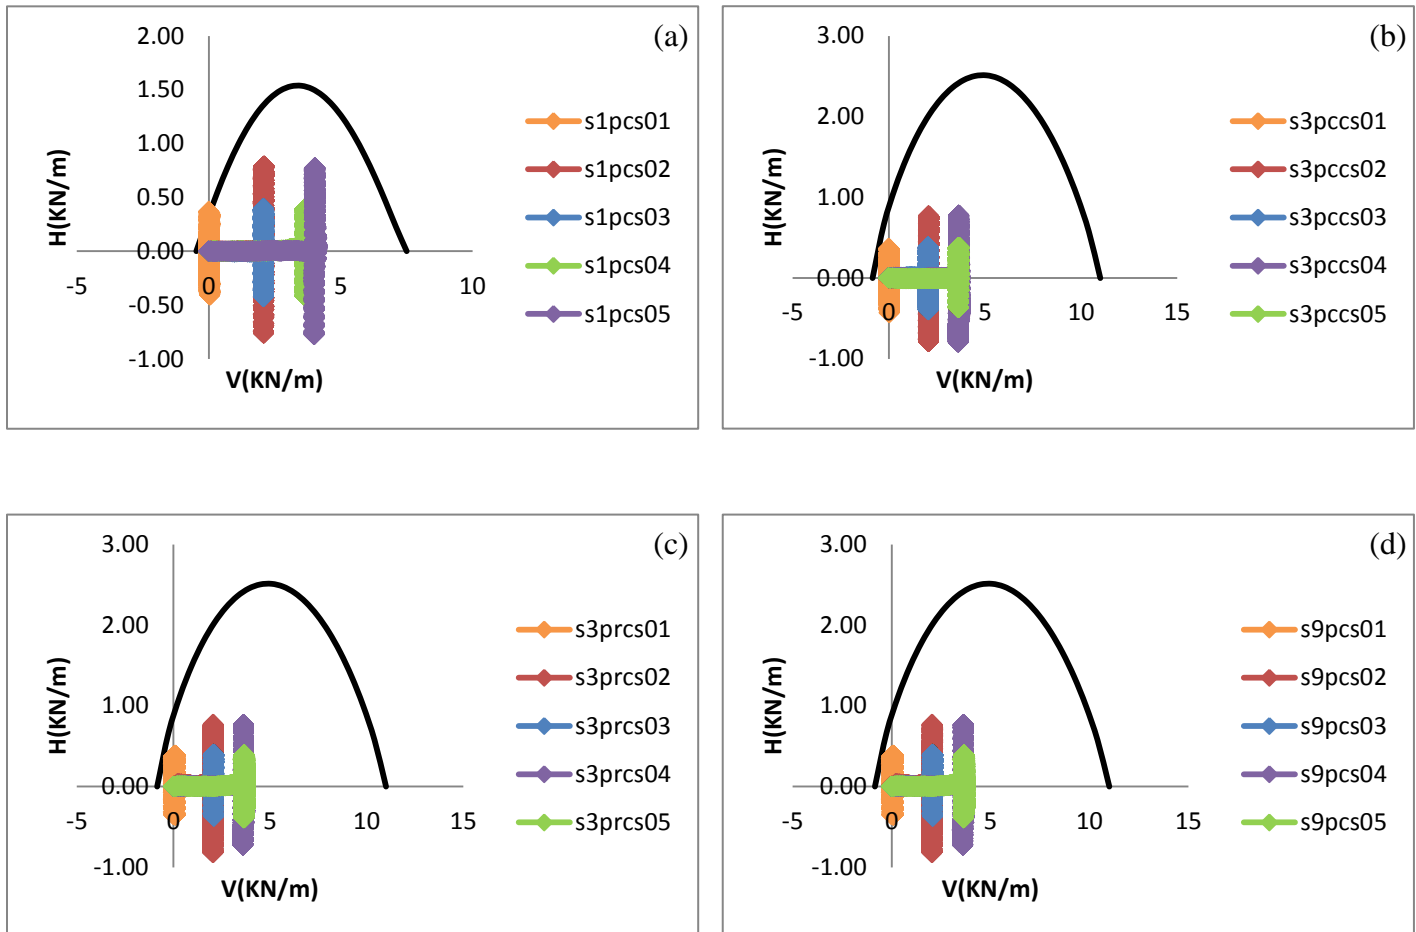 (a)
2.00
1.50
1.00
0.50
0.00
-0.50
-1.00
-5
0
5
10
H(KN/m)
V(KN/m)
s1pcs01
s1pcs02
s1pcs03
s1pcs04
s1pcs05
(b)
3.00
2.00
1.00
0.00
-1.00
-5
0
5
10
15
H(KN/m)
V(KN/m)
s3pccs01
s3pccs02
s3pccs03
s3pccs04
s3pccs05
(c)
3.00
2.00
1.00
0.00
-1.00
-5
0
5
10
15
H(KN/m)
V(KN/m)
s3prcs01
s3prcs02
s3prcs03
s3prcs04
s3prcs05
(d)
3.00
2.00
1.00
0.00
-1.00
-5
0
5
10
15
H(KN/m)
V(KN/m)
s9pcs01
s9pcs02
s9pcs03
s9pcs04
s9pcs05